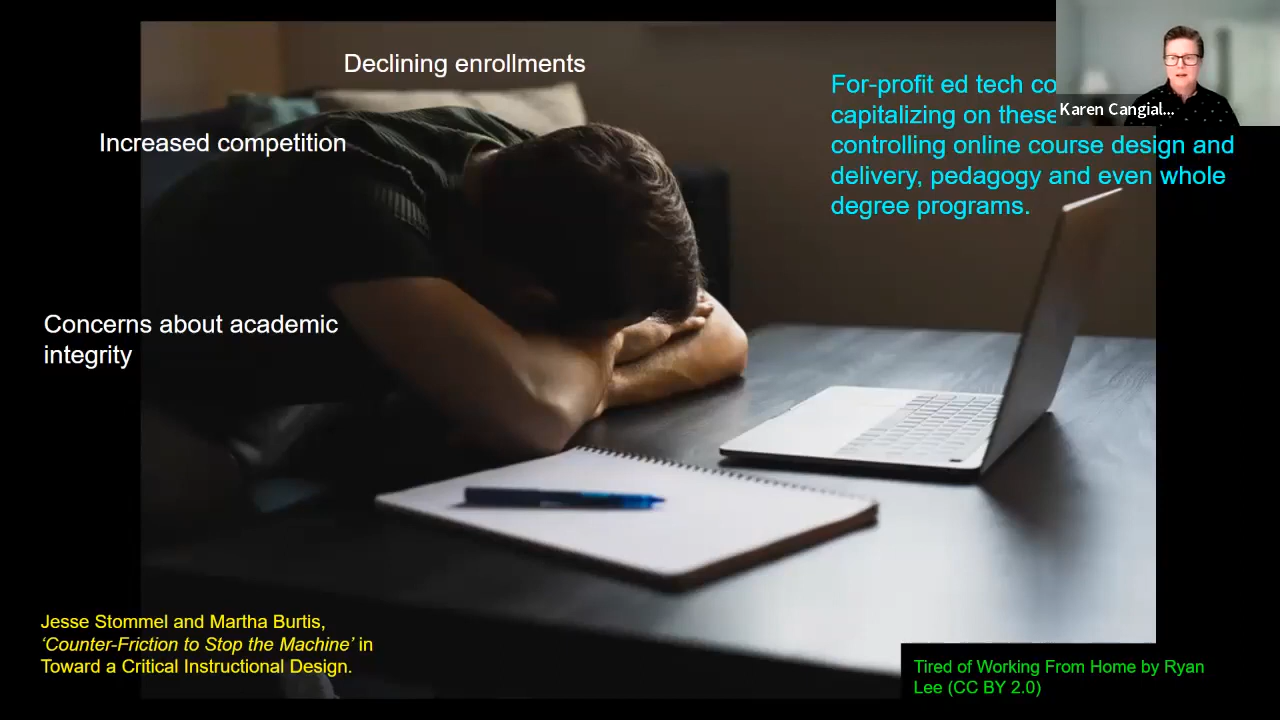 Declining enrollments
Increased competition
Concerns about academic
integrity
For-profit ed tech
capitalizing on these
controlling online course design and
delivery, pedagogy and even whole
degree programs.
Karen Cangial...
Jesse Stommel and Martha Burtis,
‘Counter-Friction to Stop the Machine’ in
Toward a Critical Instructional Design.
Tired of Working From Home by Ryan
Lee (CC BY 2.0)